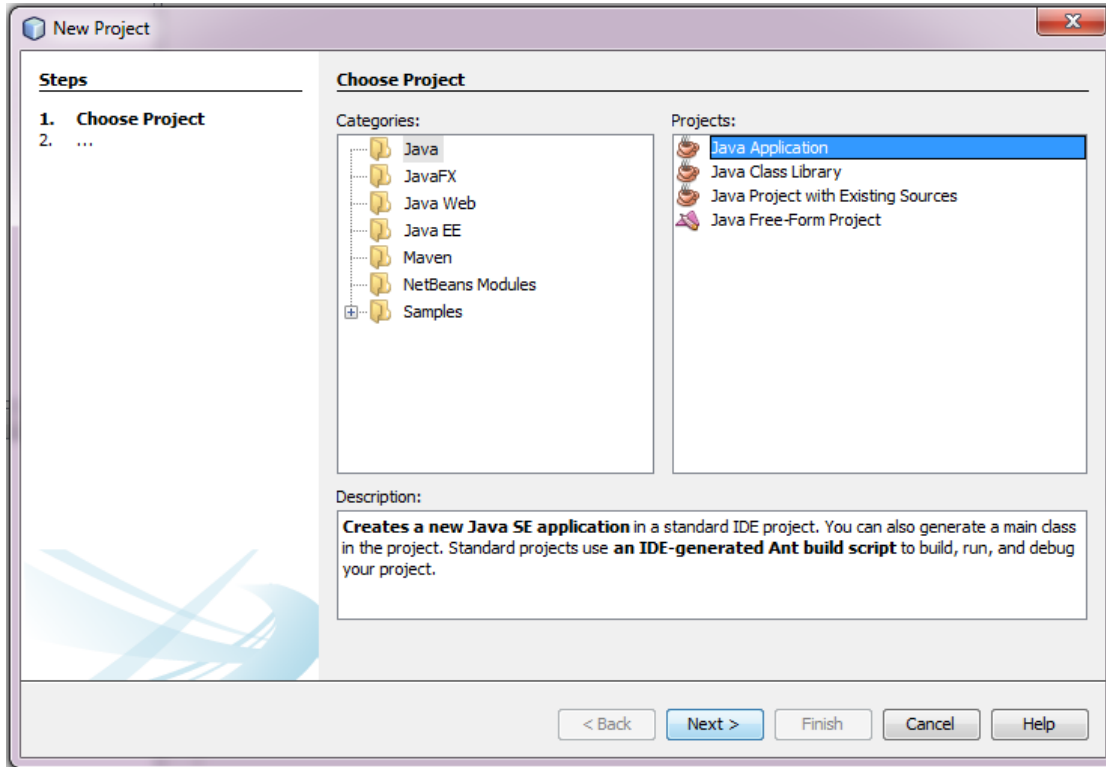 New Project
Steps
1. Choose Project
2. ...
Choose Project
Categories:
Java
JavaFX
Java Web
Java EE
Maven
NetBeans Modules
Samples
Projects:
Java Application
Java Class Library
Java Project with Existing Sources
Java Free-Form Project
Description:
Creates a new Java SE application in a standard IDE project. You can also generate a main class
in the project. Standard projects use an IDE-generated Ant build script to build, run, and debug
your project.
< Back
Next >
Finish
Cancel
Help